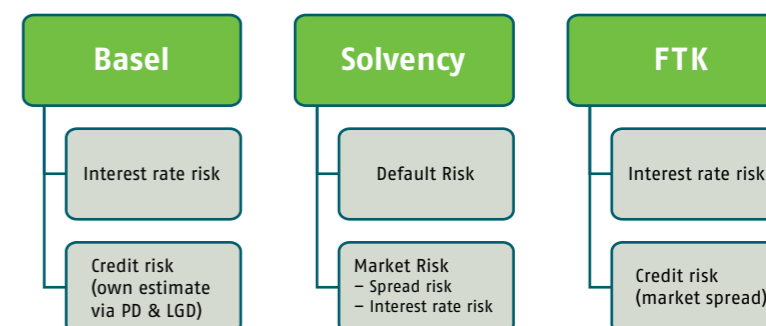 Basel
Interest rate risk
Credit risk
(own estimate
via PD & LGD)
Solvency
Default Risk
Market Risk
– Spread risk
– Interest rate risk
FTK
Interest rate risk
Credit risk
(market spread)